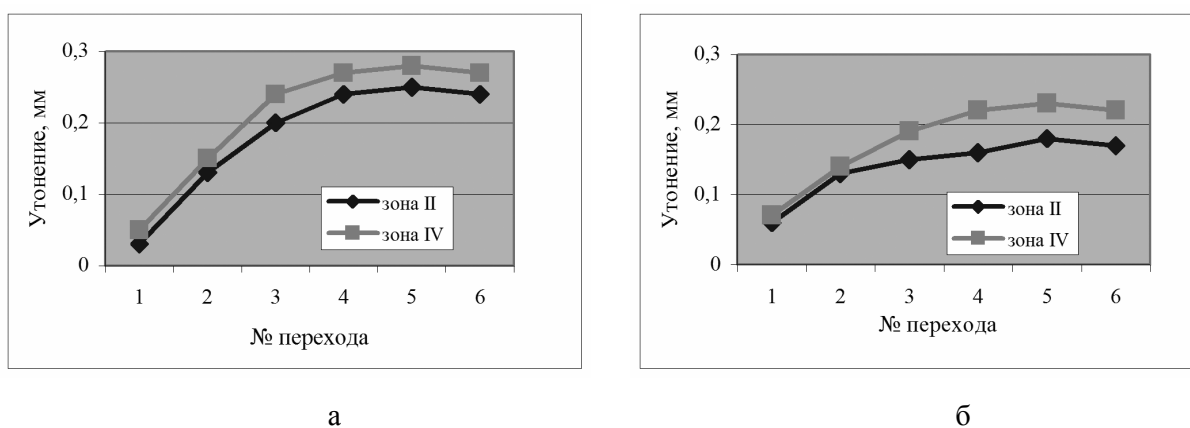 0,3
0,2
0,1
0
Утонение, мм
зона II
зона IV
1 2 3 4 5 6
№ перехода
а
0,3
0,2
0,1
0
Утонение, мм
зона II
зона IV
1 2 3 4 5 6
№ перехода
б